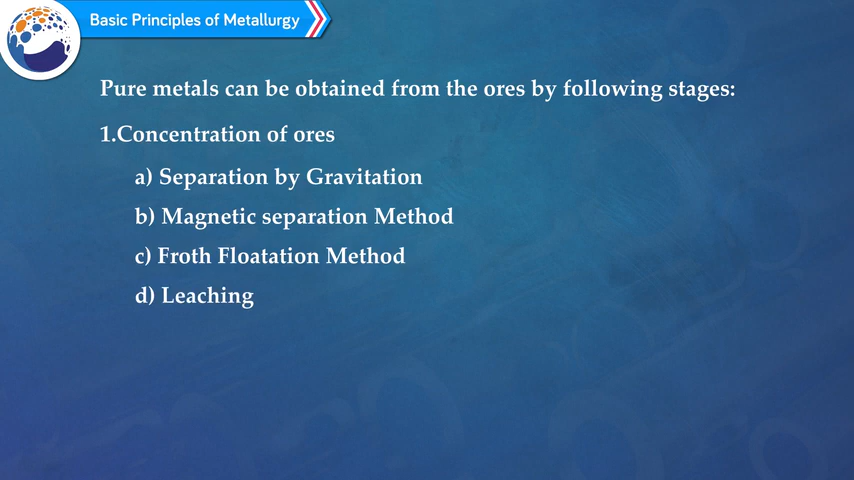 Basic Principles of Metallurgy
Pure metals can be obtained from the ores by following stages:
1.Concentration of ores
a) Separation by Gravitation
b) Magnetic separation Method
c) Froth Floatation Method
d) Leaching